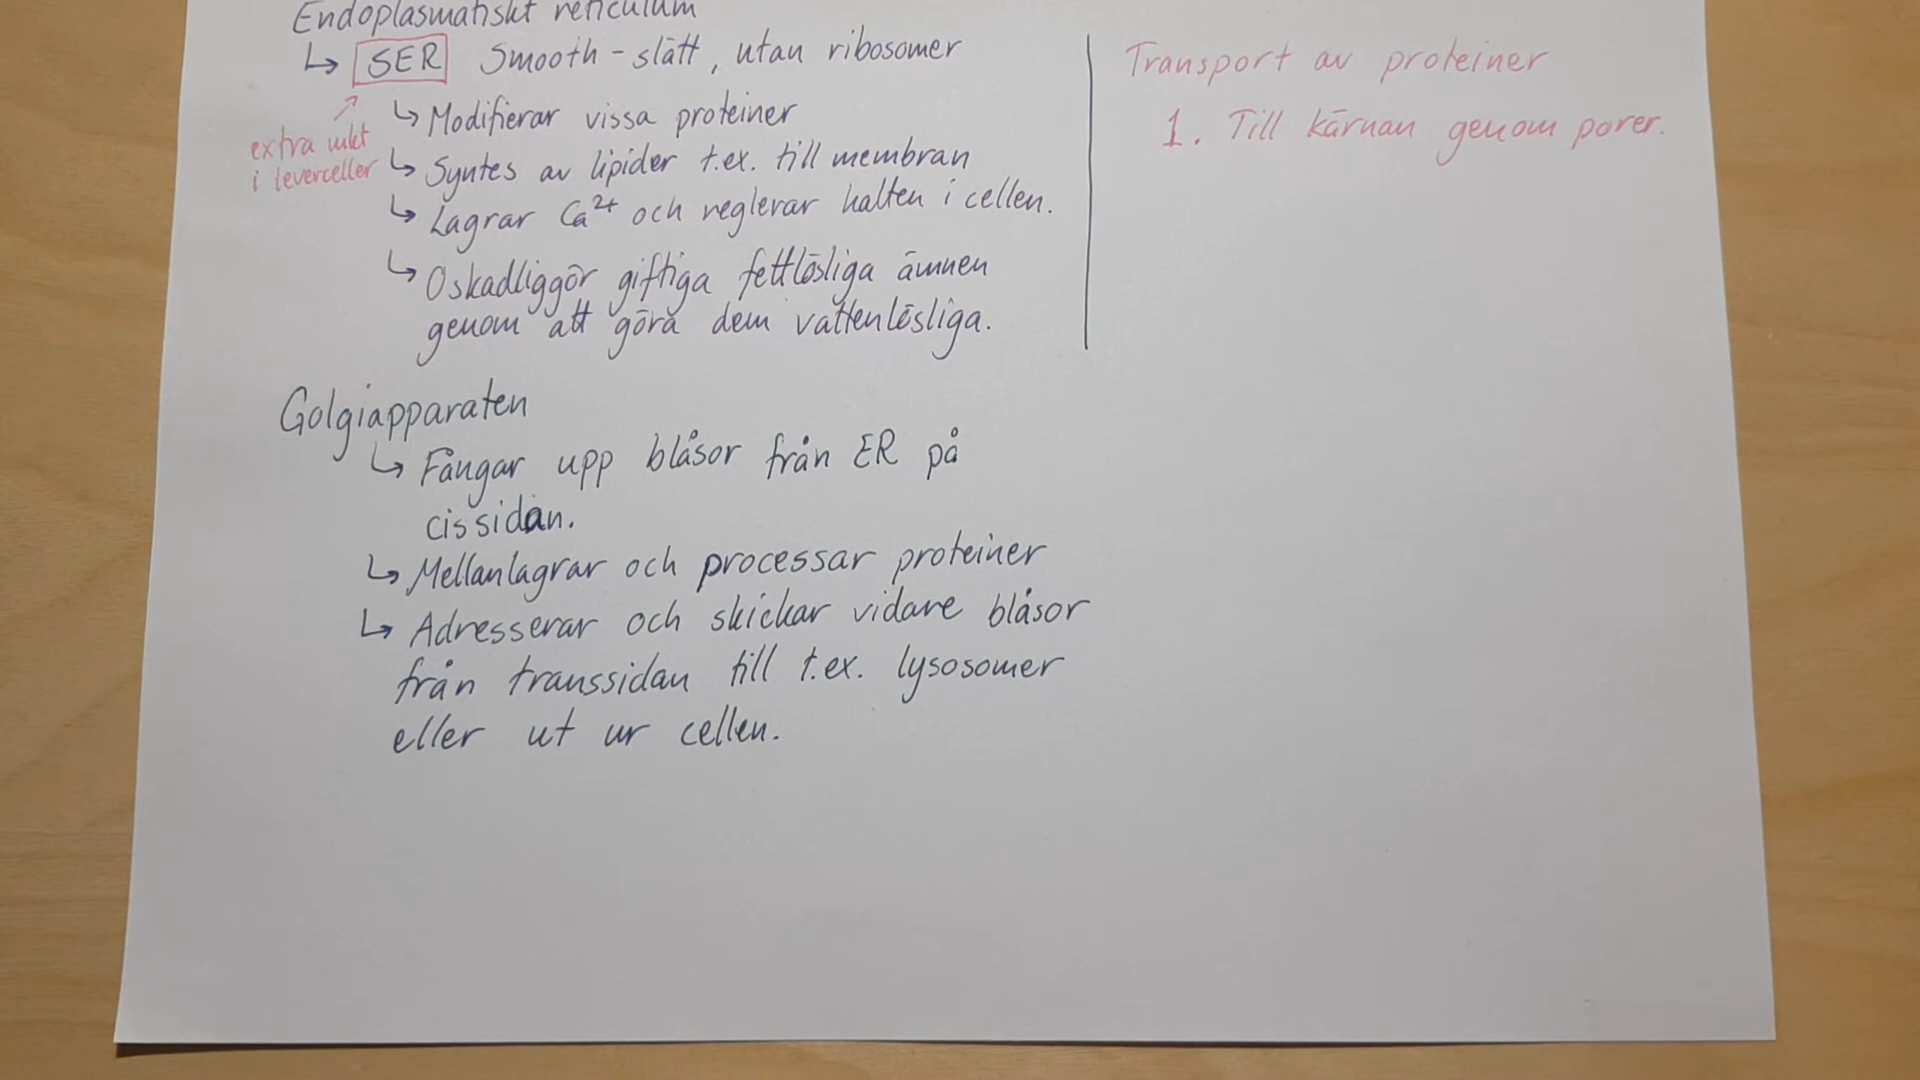 Endoplasmatiskt reticulum
↳ SER Smooth - slätt, utan ribosomer
extra mkt
i leverceller
↳ Modifierar vissa proteiner
↳ Syntes av lipider t.ex. till membran
↳ Lagrar Ca²⁺ och reglerar halten i cellen.
↳ Oskadliggör giftiga fettlösliga ämnen
genom att göra dem vattenlösliga.
Golgiapparaten
↳ Fångar upp blåsor från ER på
cissidan.
↳ Mellanlagrar och processar proteiner
↳ Adresserar och skickar vidare blåsor
från transsidan till t.ex. lysosomer
eller ut ur cellen.
Transport av proteiner
1. Till kärnan genom porer.